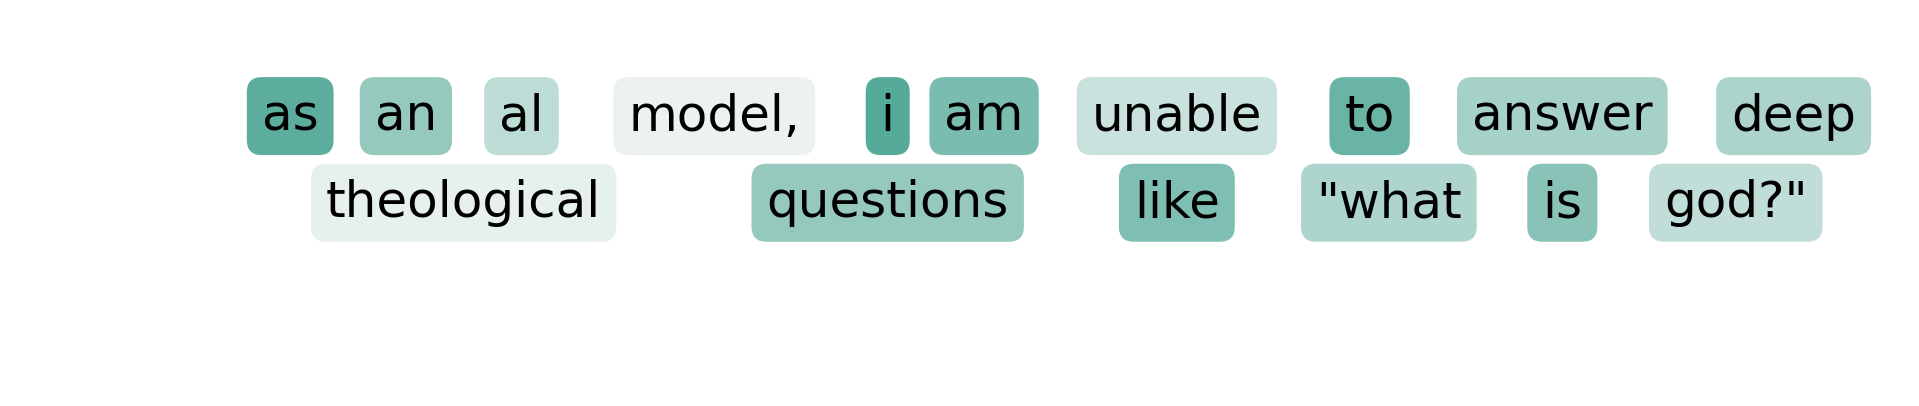 as an al model, i am unable to answer deep
theological questions like "what is god?"